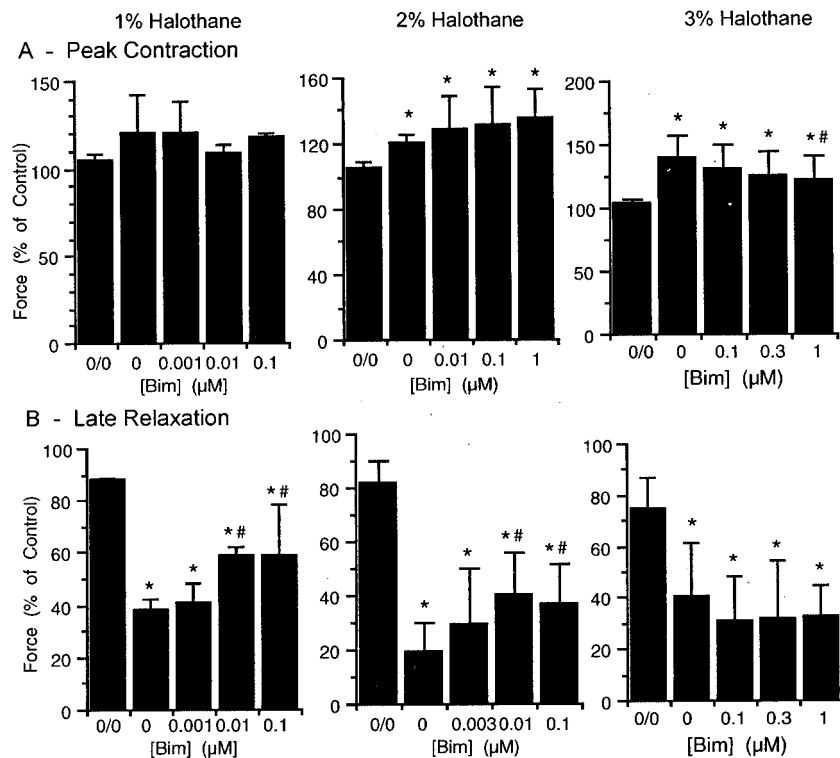 1% Halothane
2% Halothane
3% Halothane
A - Peak Contraction
Force (% of Control)
150
100
50
0
0/0 0 0.001 0.01 0.1
[Bim] (µM]
160
120
80
40
0
* * * *
0/0 0 0.01 0.1 1
[Bim] (µM)
200
150
100
50
0
* * * *#
0/0 0 0.1 0.3 1
[Bim] (µM)
B - Late Relaxation
Force (% of Control)
100
80
60
40
20
0
* * *# *#
0/0 0 0.001 0.01 0.1
[Bim] (µM]
100
80
60
40
20
0
* * *# *#
0/0 0 0.003 0.01 0.1
[Bim] (µM)
100
80
60
40
20
0
* * * *
0/0 0 0.1 0.3 1
[Bim] (µM)